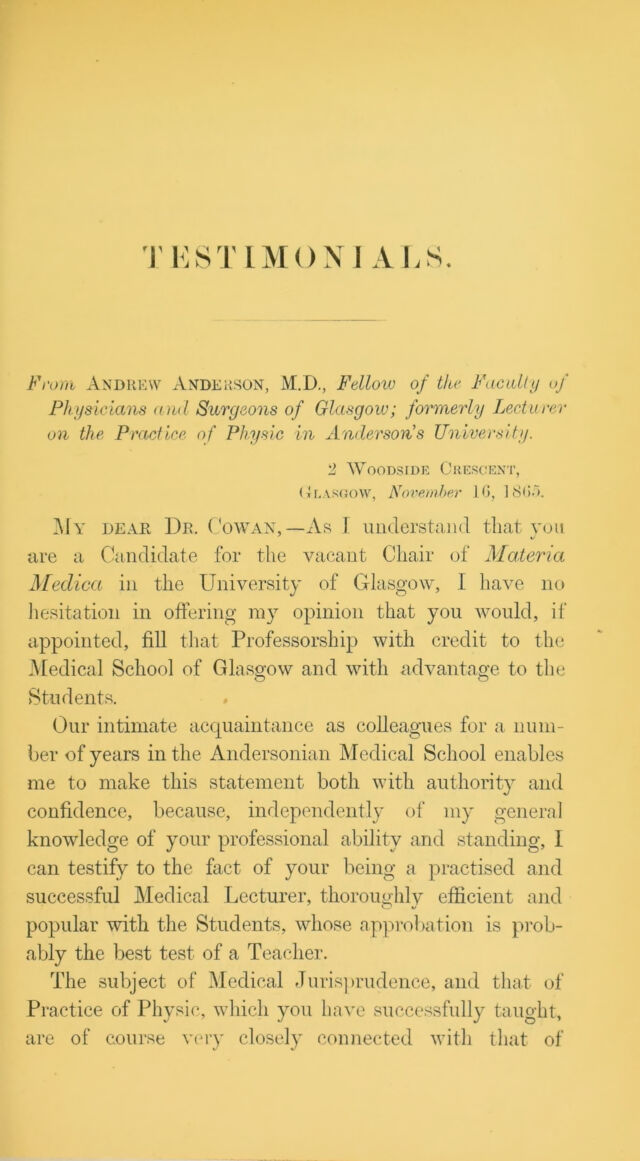 TESTIMONIALS.
From ANDREW ANDERSON, M.D., Fellow of the Faculty of
Physicians and Surgeons of Glasgow; formerly Lecturer
on the Practice of Physic in Anderson's University.
2 WOODSIDE CRESCENT,
GLASGOW, November 16, 1865.
MY DEAR DR. COWAN,—As I understand that you
are a Candidate for the vacant Chair of Materia
Medica in the University of Glasgow, I have no
hesitation in offering my opinion that you would, if
appointed, fill that Professorship with credit to the
Medical School of Glasgow and with advantage to the
Students.
Our intimate acquaintance as colleagues for a num-
ber of years in the Andersonian Medical School enables
me to make this statement both with authority and
confidence, because, independently of my general
knowledge of your professional ability and standing, I
can testify to the fact of your being a practised and
successful Medical Lecturer, thoroughly efficient and
popular with the Students, whose approbation is prob-
ably the best test of a Teacher.
The subject of Medical Jurisprudence, and that of
Practice of Physic, which you have successfully taught,
are of course very closely connected with that of